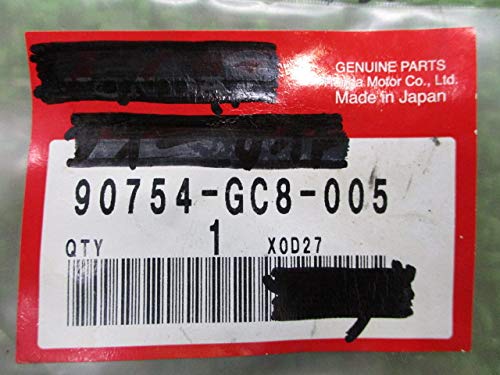 GENUINE PARTS
Motor Co., Ltd.
Made in Japan
90754-GC8-005
QTY 1 X0D27